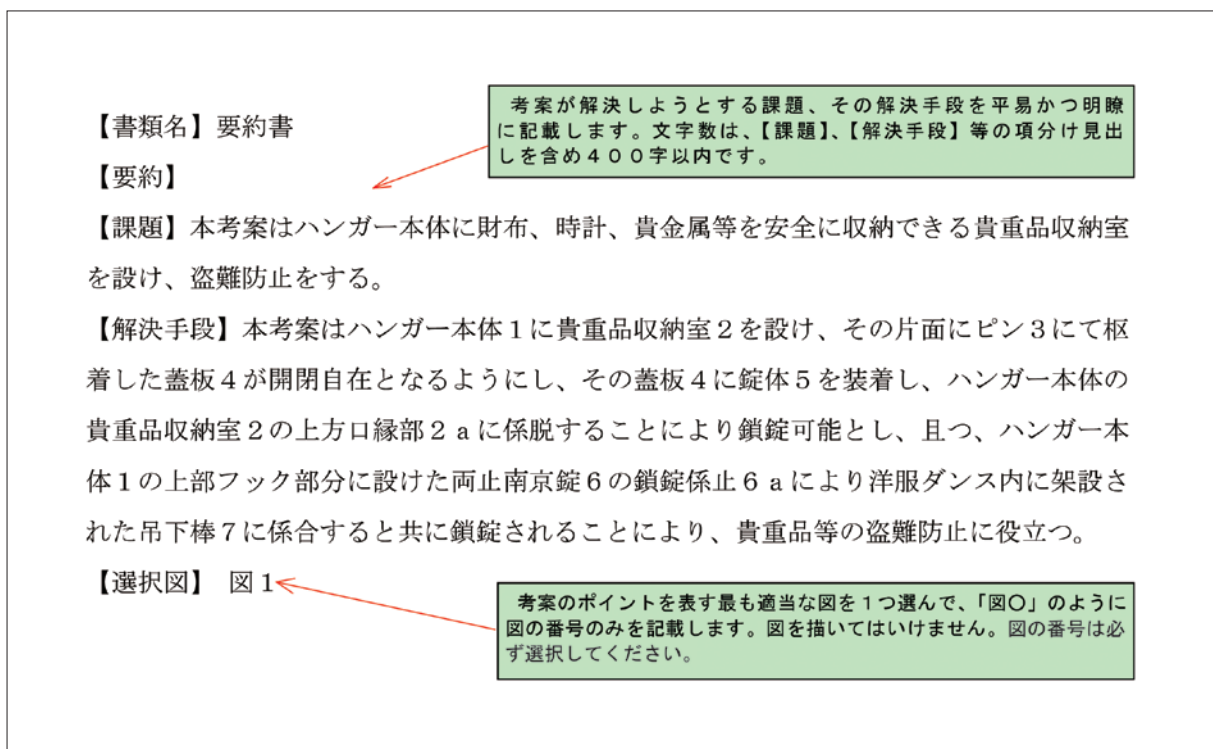 考案が解決しようとする課題、その解決手段を平易かつ明瞭
に記載します。文字数は、【課題】、【解決手段】等の項分け見出
しを含め４００字以内です。
【書類名】要約書
【要約】
【課題】本考案はハンガー本体に財布、時計、貴金属等を安全に収納できる貴重品収納室
を設け、盗難防止をする。
【解決手段】本考案はハンガー本体１に貴重品収納室２を設け、その片面にピン３にて枢
着した蓋板４が開閉自在となるようにし、その蓋板４に錠体５を装着し、ハンガー本体の
貴重品収納室２の上方口縁部２ａに係脱することにより鎖錠可能とし、且つ、ハンガー本
体１の上部フック部分に設けた両止南京錠６の鎖錠係止６ａにより洋服ダンス内に架設さ
れた吊下棒７に係合すると共に鎖錠されることにより、貴重品等の盗難防止に役立つ。
【選択図】 図１
考案のポイントを表す最も適当な図を１つ選んで、「図○」のように
図の番号のみを記載します。図を描いてはいけません。図の番号は必
ず選択してください。